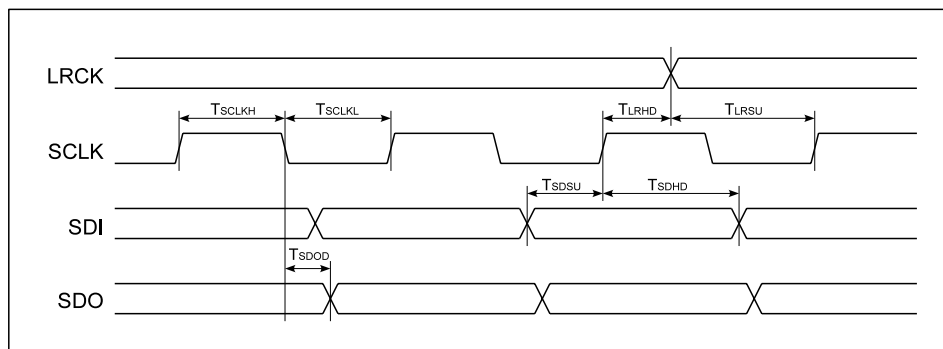 LRCK
TSCLKH TSCLKL TLRHD TLRSU
SCLK
TSDSU TSDHD
SDI
TSDOD
SDO